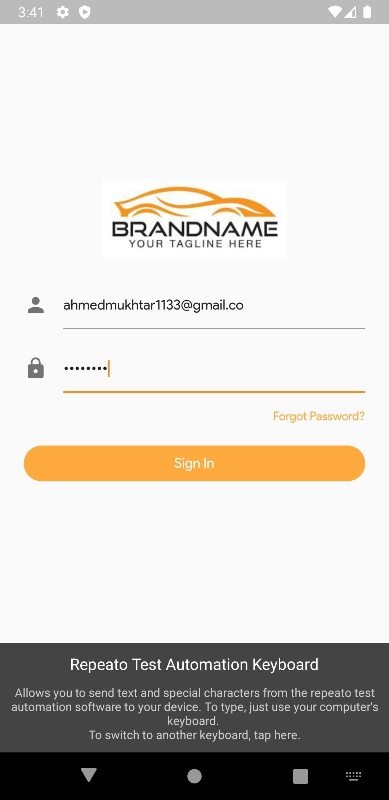 3:41
BRANDNAME
YOUR TAGLINE HERE
ahmedmukhtar1133@gmail.co
••••••••
Forgot Password?
Sign In
Repeato Test Automation Keyboard
Allows you to send text and special characters from the repeato test
automation software to your device. To type, just use your computer's
keyboard.
To switch to another keyboard, tap here.